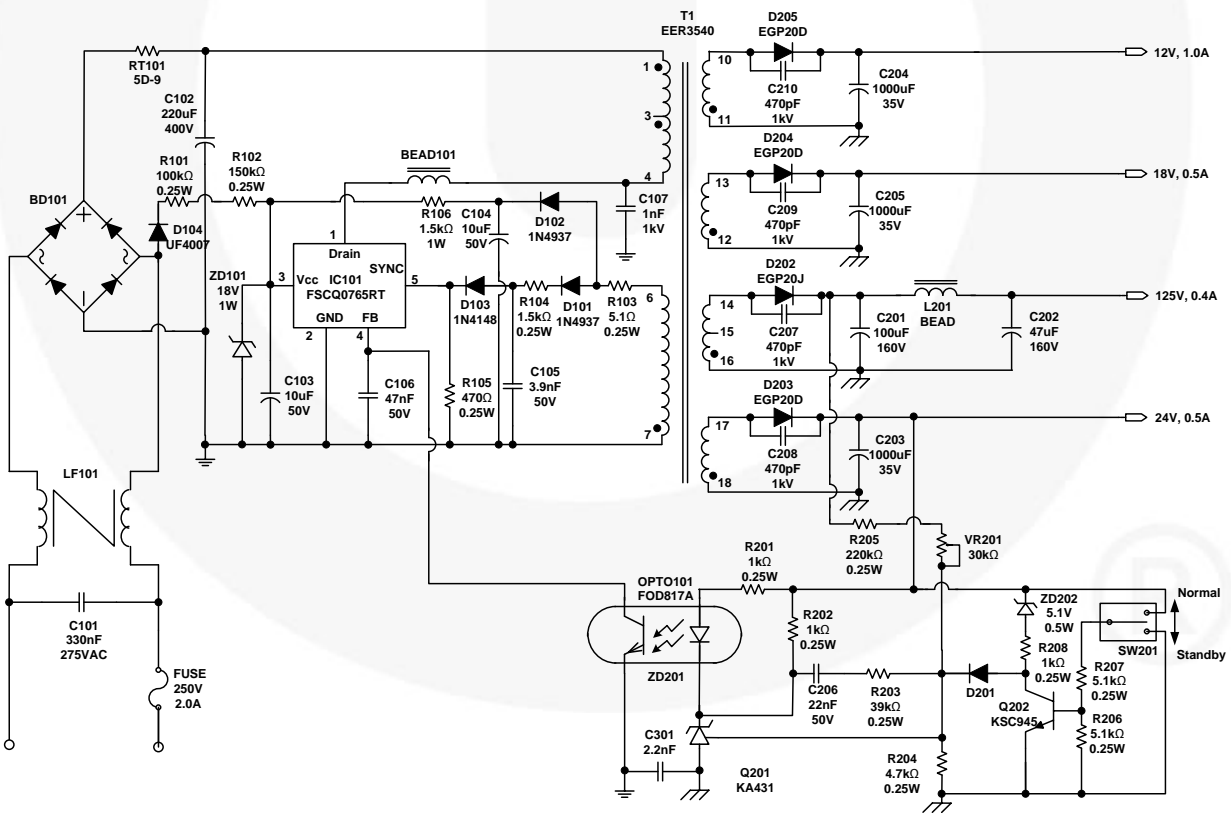 T1
EER3540
RT101
5D-9
C102
220uF
400V
R101
100kΩ
0.25W
R102
150kΩ
0.25W
BD101
D104
UF4007
BEAD101
1
3
4
C107
1nF
1kV
R106
1.5kΩ
1W
C104
10uF
50V
D102
1N4937
ZD101
18V
1W
1
Drain
3
Vcc
IC101
FSCQ0765RT
SYNC
5
GND
FB
2
4
D103
1N4148
R104
1.5kΩ
0.25W
D101
1N4937
R103
5.1Ω
0.25W
6
7
C103
10uF
50V
C106
47nF
50V
R105
470Ω
0.25W
C105
3.9nF
50V
D205
EGP20D
10
11
C210
470pF
1kV
C204
1000uF
35V
12V, 1.0A
D204
EGP20D
13
12
C209
470pF
1kV
C205
1000uF
35V
18V, 0.5A
D202
EGP20J
14
15
16
C207
470pF
1kV
C201
100uF
160V
L201
BEAD
C202
47uF
160V
125V, 0.4A
D203
EGP20D
17
18
C208
470pF
1kV
C203
1000uF
35V
24V, 0.5A
LF101
C101
330nF
275VAC
FUSE
250V
2.0A
R205
220kΩ
0.25W
VR201
30kΩ
R201
1kΩ
0.25W
OPTO101
FOD817A
ZD201
R202
1kΩ
0.25W
C206
22nF
50V
R203
39kΩ
0.25W
D201
ZD202
5.1V
0.5W
R208
1kΩ
0.25W
Q202
KSC945
R207
5.1kΩ
0.25W
R206
5.1kΩ
0.25W
SW201
Normal
Standby
C301
2.2nF
Q201
KA431
R204
4.7kΩ
0.25W
R